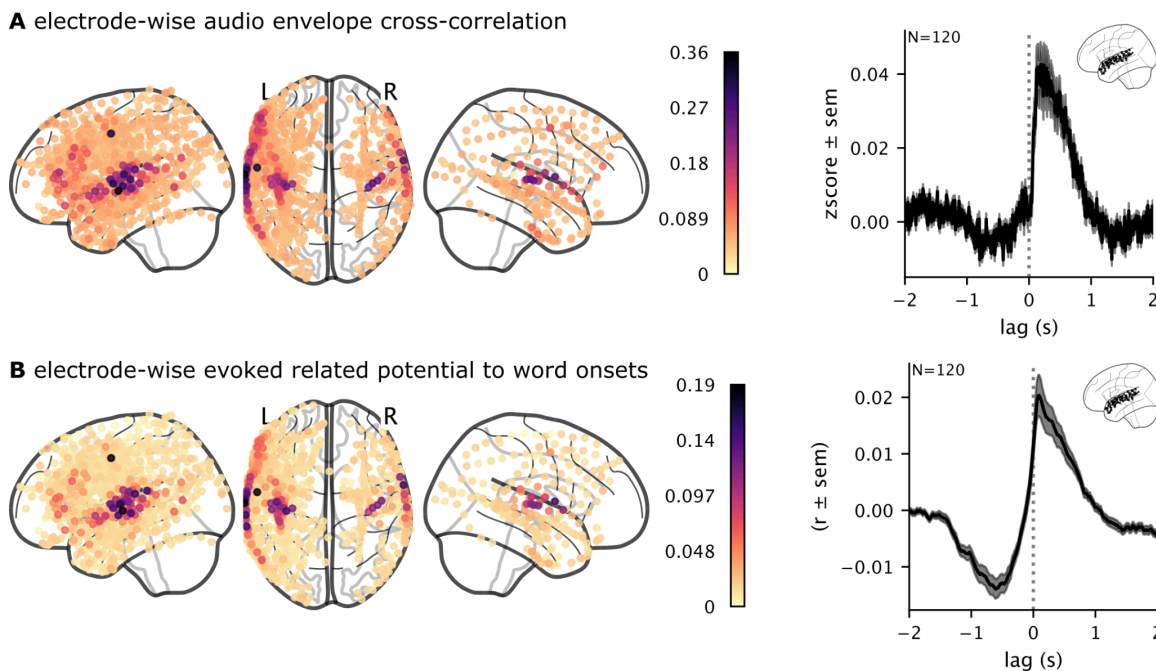 A electrode-wise audio envelope cross-correlation
L
R
0.36
0.27
0.18
0.089
0
N=120
zscore ± sem
0.04
0.02
0.00
-2
-1
0
1
2
lag (s)
B electrode-wise evoked related potential to word onsets
L
R
0.19
0.14
0.097
0.048
0
N=120
(r ± sem)
0.02
0.01
0.00
−0.01
−2
−1
0
1
2
lag (s)